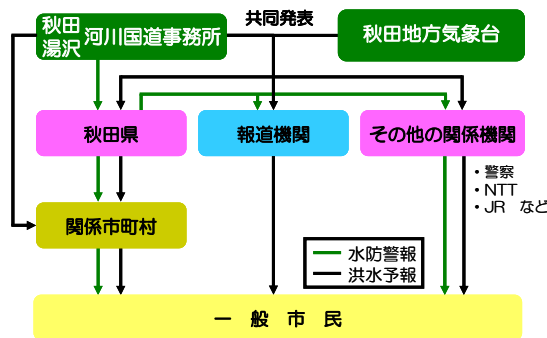 共同発表
秋田
湯沢
河川国道事務所
秋田地方気象台
秋田県
報道機関
その他の関係機関
・警察
・NTT
・JR など
関係市町村
水防警報
洪水予報
一 般 市 民